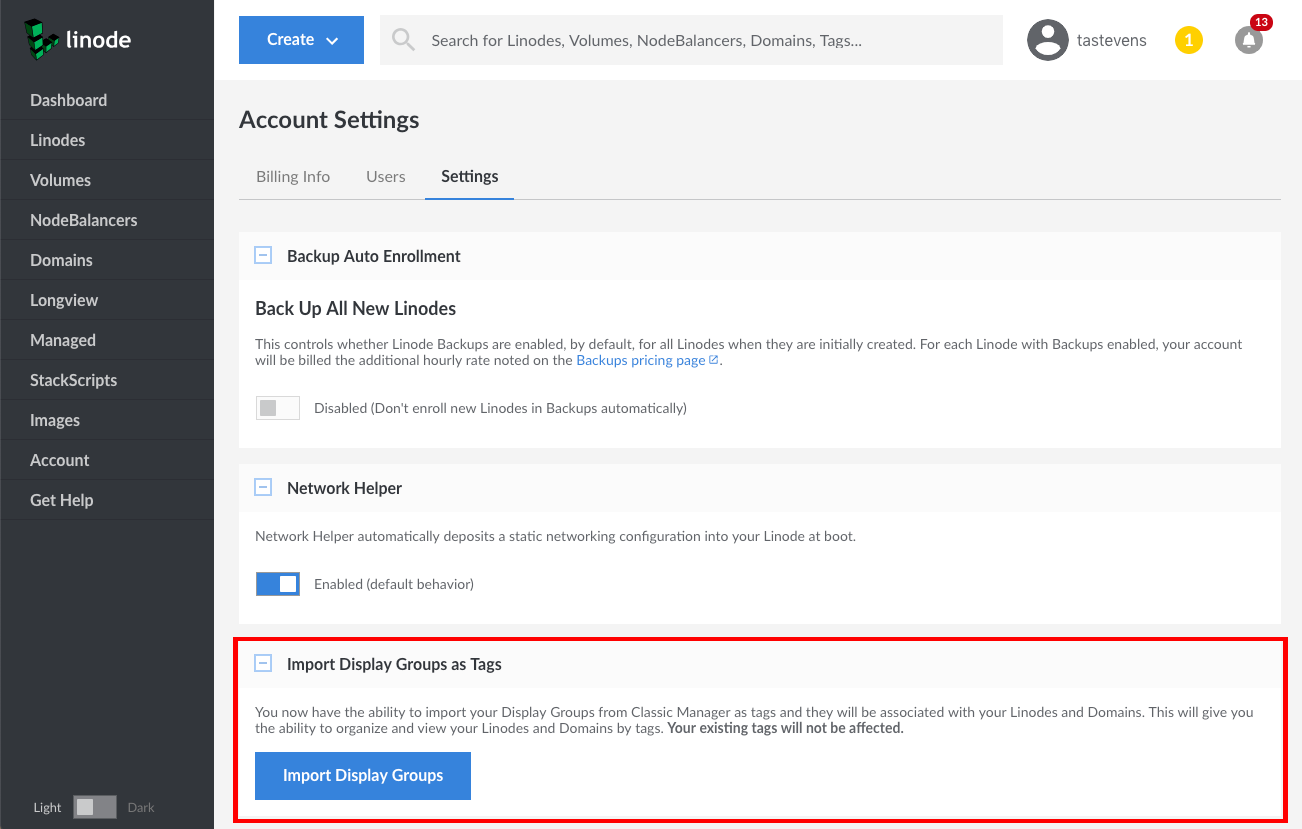 linode
Create
Search for Linodes, Volumes, NodeBalancers, Domains, Tags...
tastevens
1
13
Dashboard
Linodes
Volumes
NodeBalancers
Domains
Longview
Managed
StackScripts
Images
Account
Get Help
Light
Dark
Account Settings
Billing Info
Users
Settings
Backup Auto Enrollment
Back Up All New Linodes
This controls whether Linode Backups are enabled, by default, for all Linodes when they are initially created. For each Linode with Backups enabled, your account
will be billed the additional hourly rate noted on the Backups pricing page.
Disabled (Don't enroll new Linodes in Backups automatically)
Network Helper
Network Helper automatically deposits a static networking configuration into your Linode at boot.
Enabled (default behavior)
Import Display Groups as Tags
You now have the ability to import your Display Groups from Classic Manager as tags and they will be associated with your Linodes and Domains. This will give you
the ability to organize and view your Linodes and Domains by tags. Your existing tags will not be affected.
Import Display Groups